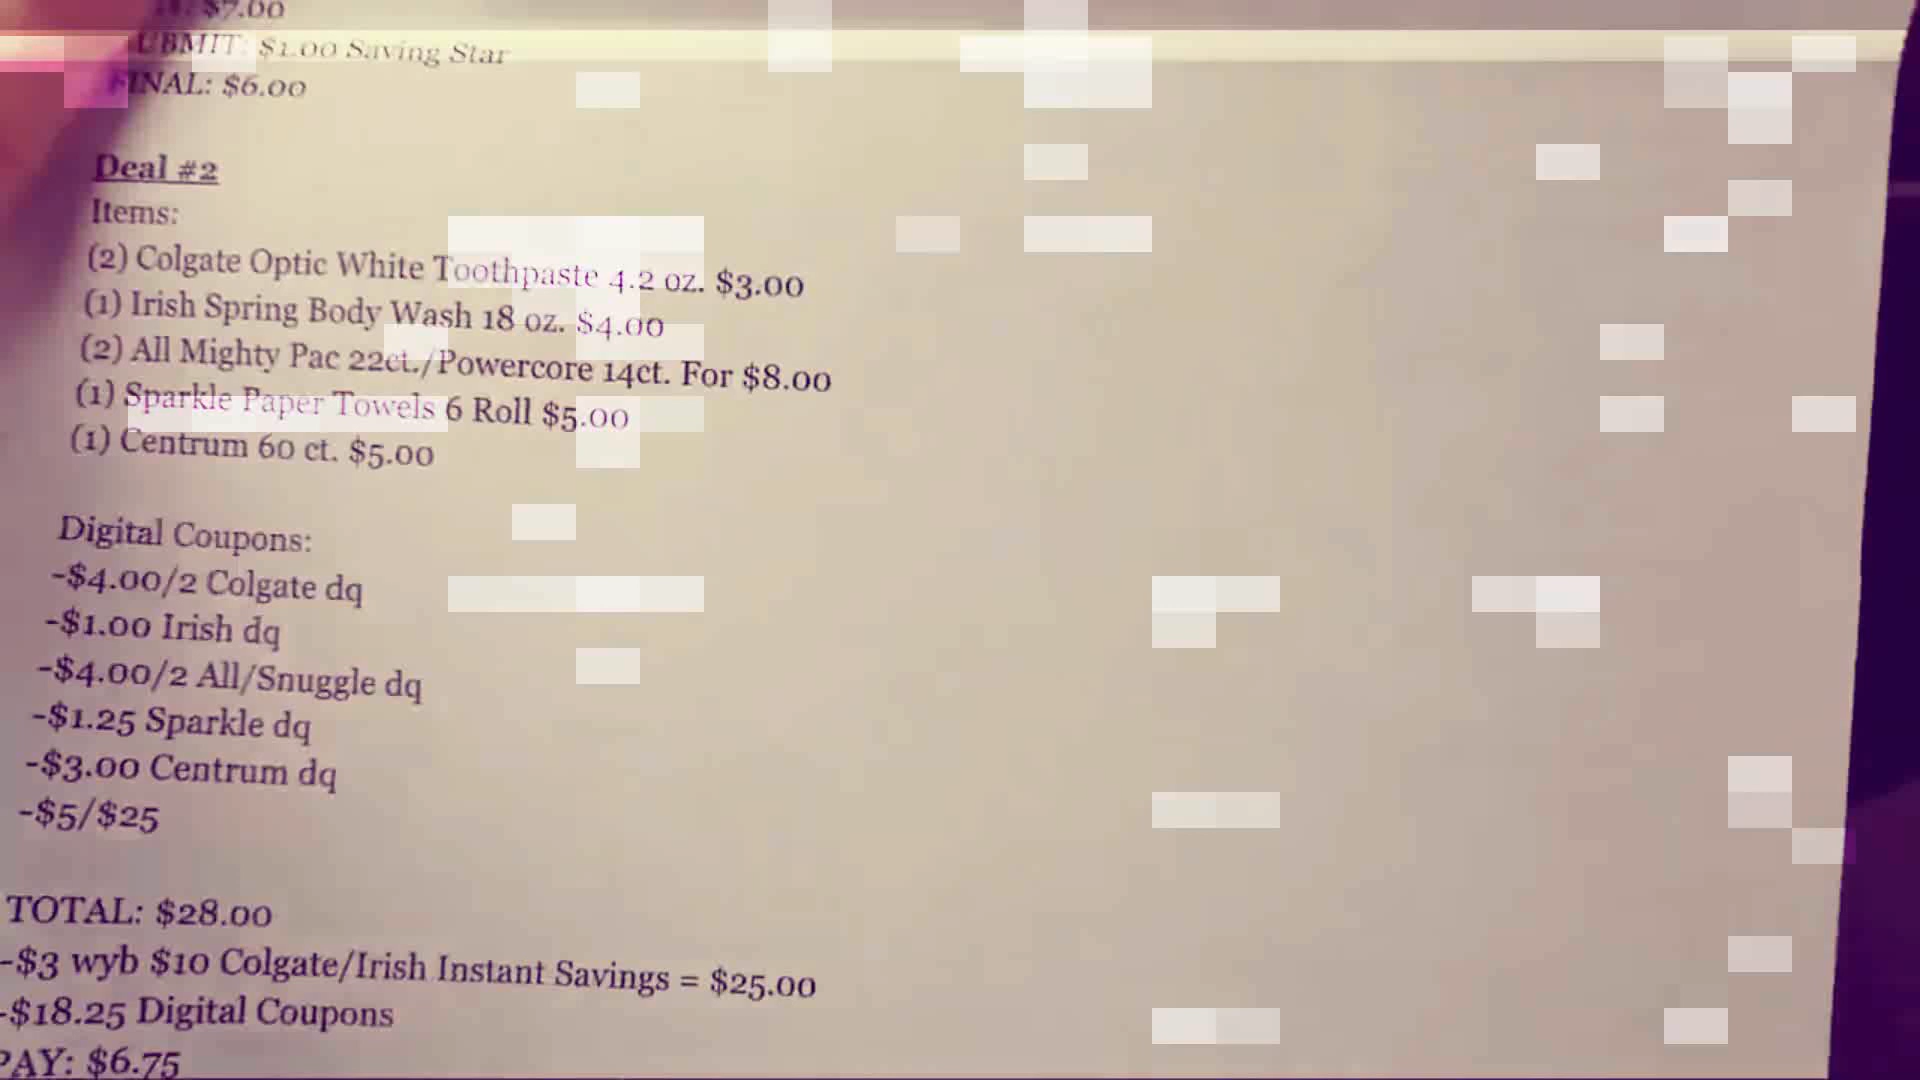 $7.00
UBMIT: $1.00 Saving Star
FINAL: $6.00
Deal #2
Items:
(2) Colgate Optic White Toothpaste 4.2 oz. $3.00
(1) Irish Spring Body Wash 18 oz. $4.00
(2) All Mighty Pac 22ct./Powercore 14ct. For $8.00
(1) Sparkle Paper Towels 6 Roll $5.00
(1) Centrum 60 ct. $5.00
Digital Coupons:
-$4.00/2 Colgate dq
-$1.00 Irish dq
-$4.00/2 All/Snuggle dq
-$1.25 Sparkle dq
-$3.00 Centrum dq
-$5/$25
TOTAL: $28.00
-$3 wyb $10 Colgate/Irish Instant Savings = $25.00
-$18.25 Digital Coupons
PAY: $6.75